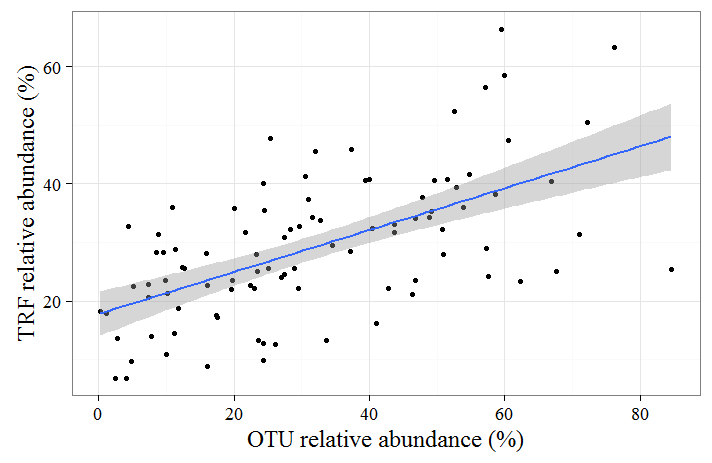 TRF relative abundance (%)
60
40
20
0 20 40 60 80
OTU relative abundance (%)